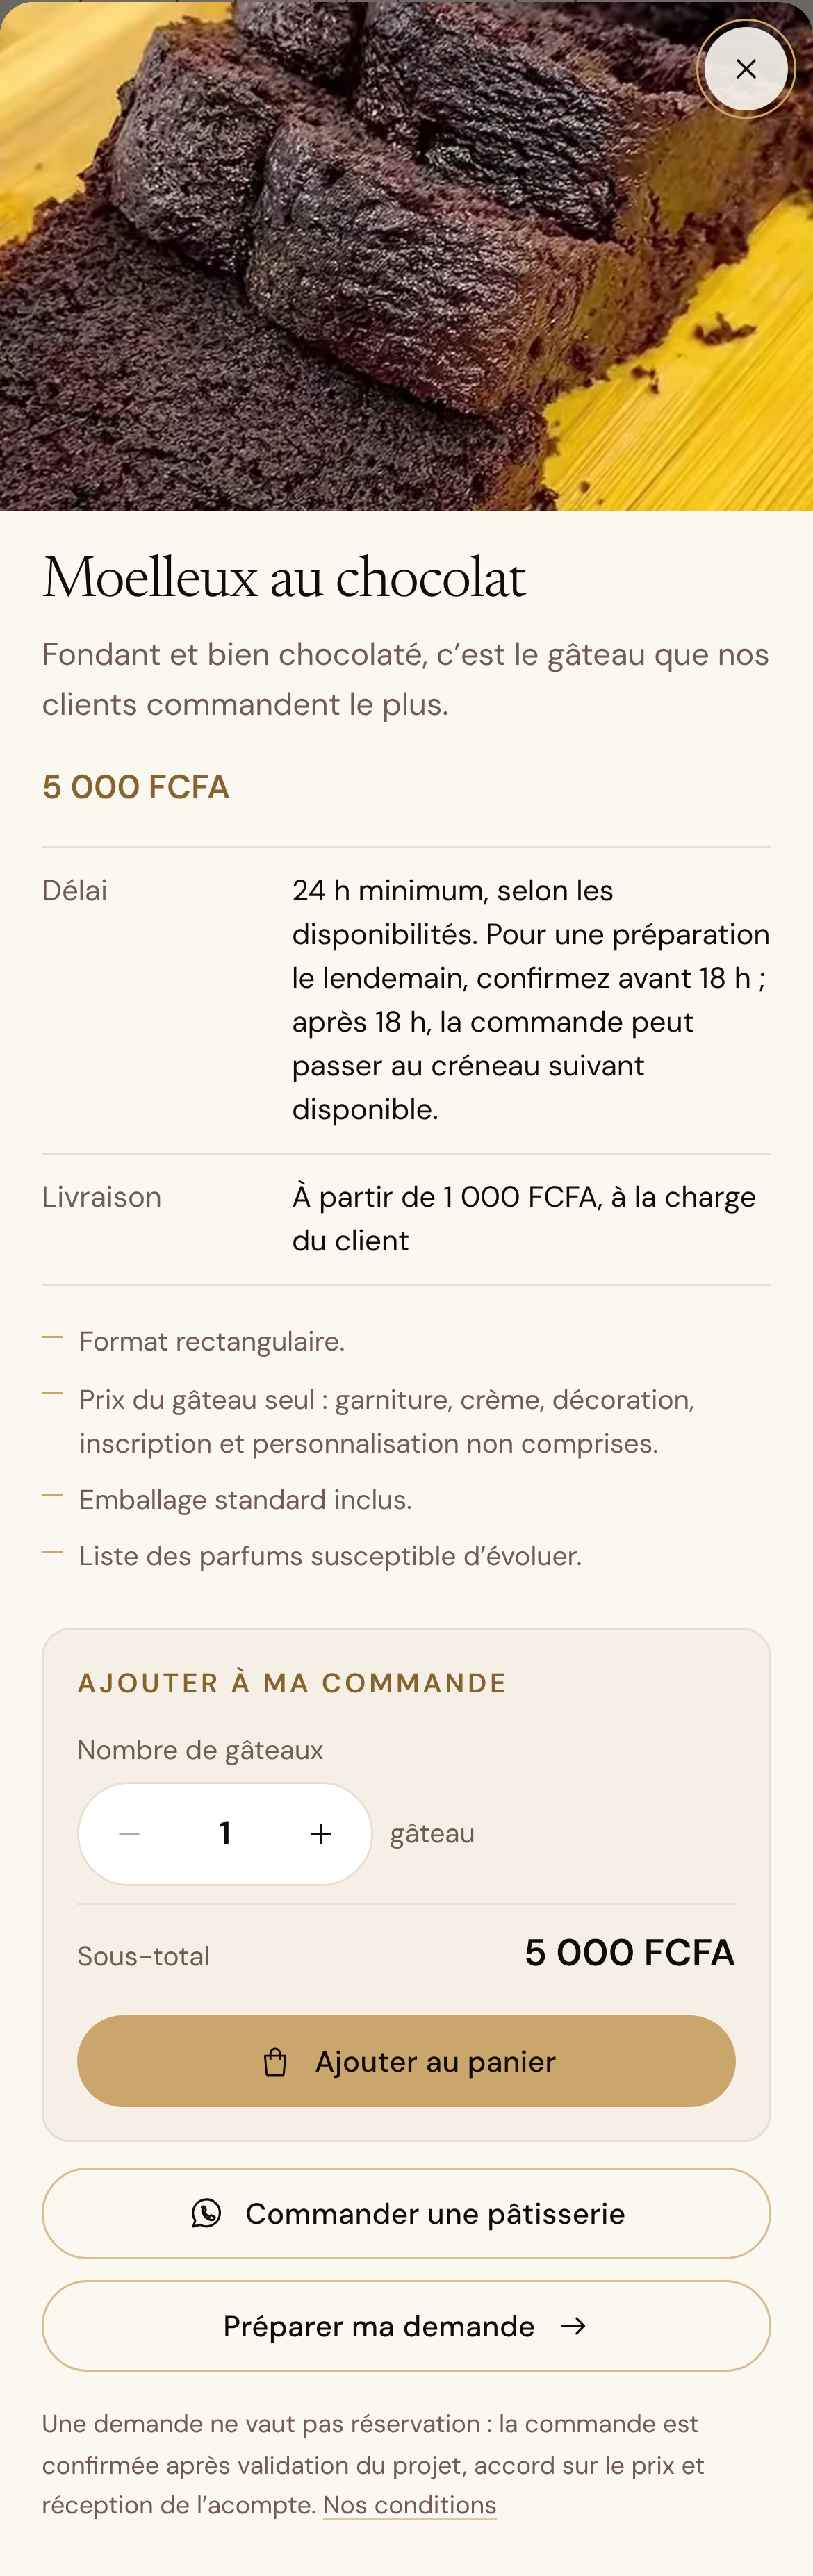 Moelleux au chocolat
Fondant et bien chocolaté, c’est le gâteau que nos
clients commandent le plus.
5 000 FCFA
Délai
24 h minimum, selon les
disponibilités. Pour une préparation
le lendemain, confirmez avant 18 h ;
après 18 h, la commande peut
passer au créneau suivant
disponible.
Livraison
À partir de 1 000 FCFA, à la charge
du client
— Format rectangulaire.
— Prix du gâteau seul : garniture, crème, décoration,
inscription et personnalisation non comprises.
— Emballage standard inclus.
— Liste des parfums susceptible d’évoluer.
AJOUTER À MA COMMANDE
Nombre de gâteaux
− 1 + gâteau
Sous-total 5 000 FCFA
Ajouter au panier
Commander une pâtisserie
Préparer ma demande →
Une demande ne vaut pas réservation : la commande est
confirmée après validation du projet, accord sur le prix et
réception de l’acompte. Nos conditions